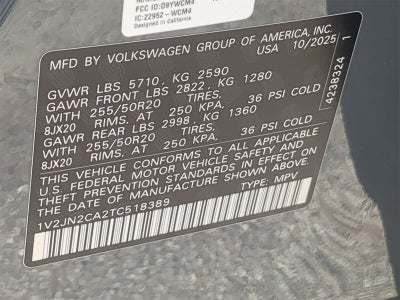 FCC ID: O9YWCM4
IC: 22952-WCM4
Designed in California
MFD BY VOLKSWAGEN GROUP OF AMERICA, INC.
USA 10/2025
GVWR LBS 5710, KG 2590
GAWR FRONT LBS 2822, KG 1280
WITH 255/50R20 TIRES,
8JX20 RIMS, AT 250 KPA, 36 PSI COLD
GAWR REAR LBS 2998, KG 1360
WITH 255/50R20 TIRES,
8JX20 RIMS, AT 250 KPA, 36 PSI COLD
THIS VEHICLE CONFORMS TO ALL APPLICABLE
U.S. FEDERAL MOTOR VEHICLE SAFETY AND
THEFT PREVENTION STANDARDS IN EFFECT ON
THE DATE OF MANUFACTURE SHOWN ABOVE.
1V2JN2CA2TC518389 TYPE: MPV
4238324 1